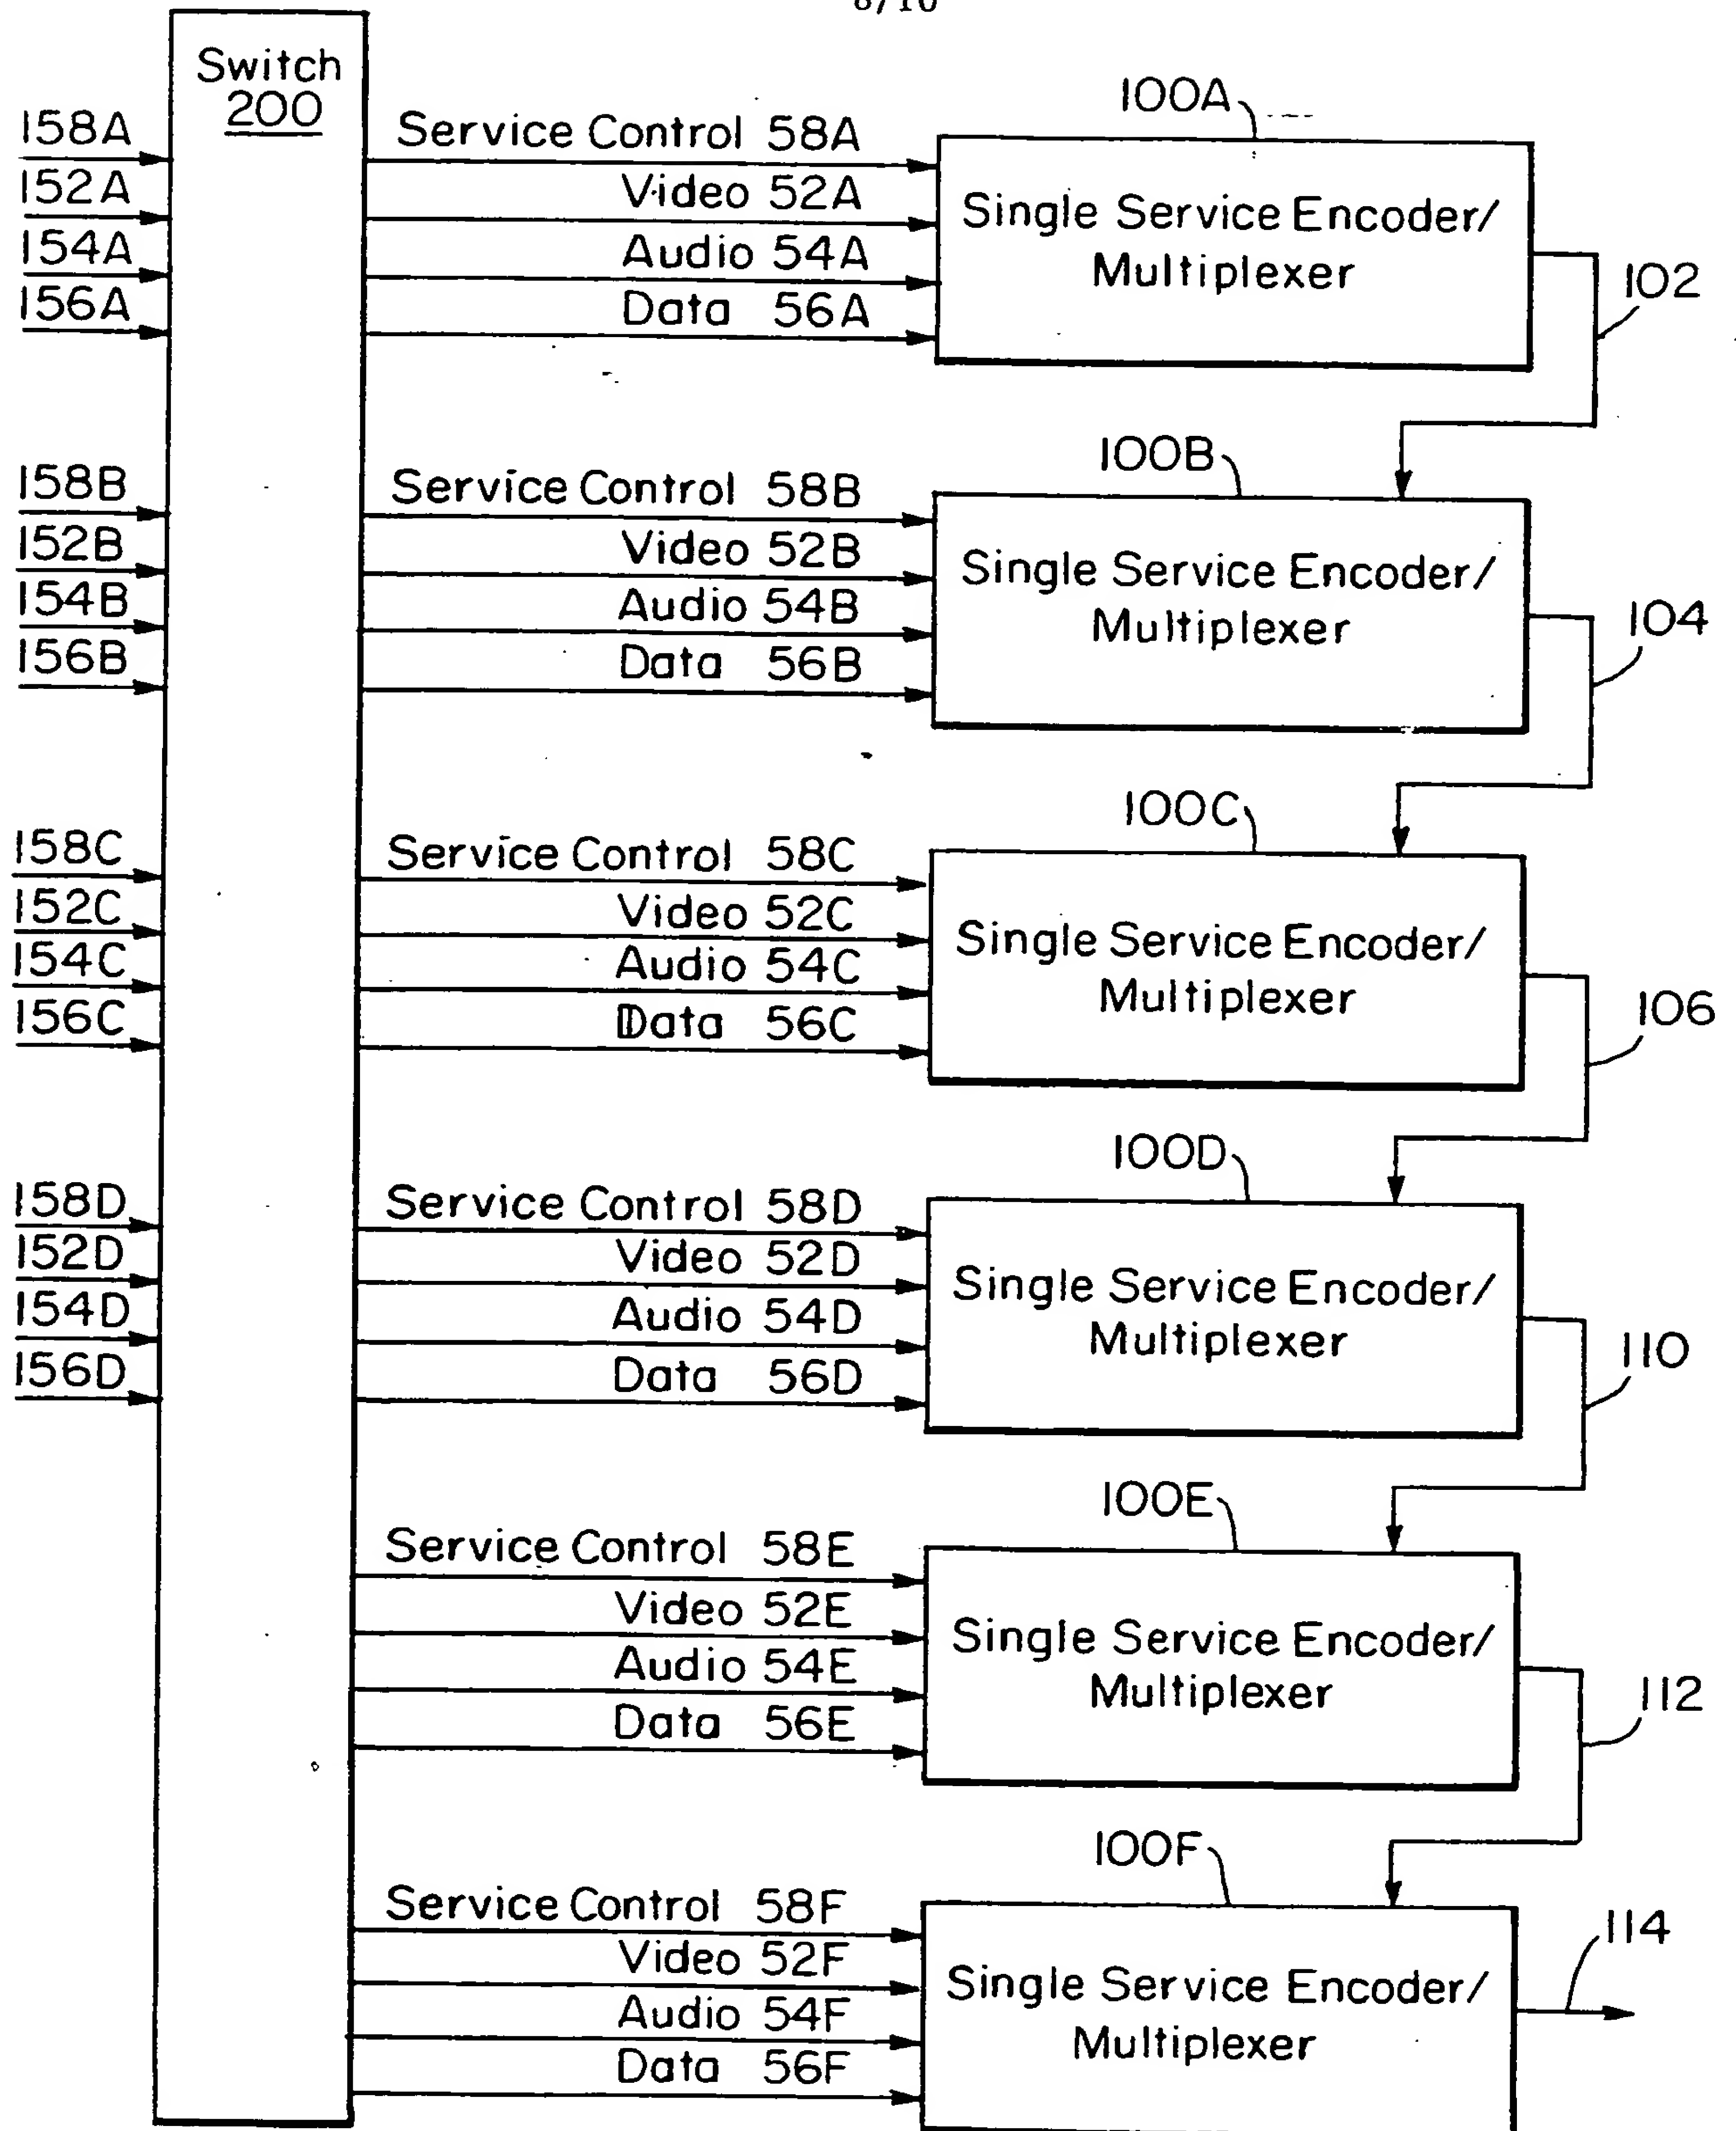 8/10
Switch
200
100A
158A
Service Control 58A
152A
Video 52A
154A
Audio 54A
156A
Data 56A
Single Service Encoder/
Multiplexer
102
100B
158B
Service Control 58B
152B
Video 52B
154B
Audio 54B
156B
Data 56B
Single Service Encoder/
Multiplexer
104
100C
158C
Service Control 58C
152C
Video 52C
154C
Audio 54C
156C
Data 56C
Single Service Encoder/
Multiplexer
106
100D
158D
Service Control 58D
152D
Video 52D
154D
Audio 54D
156D
Data 56D
Single Service Encoder/
Multiplexer
110
100E
Service Control 58E
Video 52E
Audio 54E
Data 56E
Single Service Encoder/
Multiplexer
112
100F
Service Control 58F
Video 52F
Audio 54F
Data 56F
Single Service Encoder/
Multiplexer
114